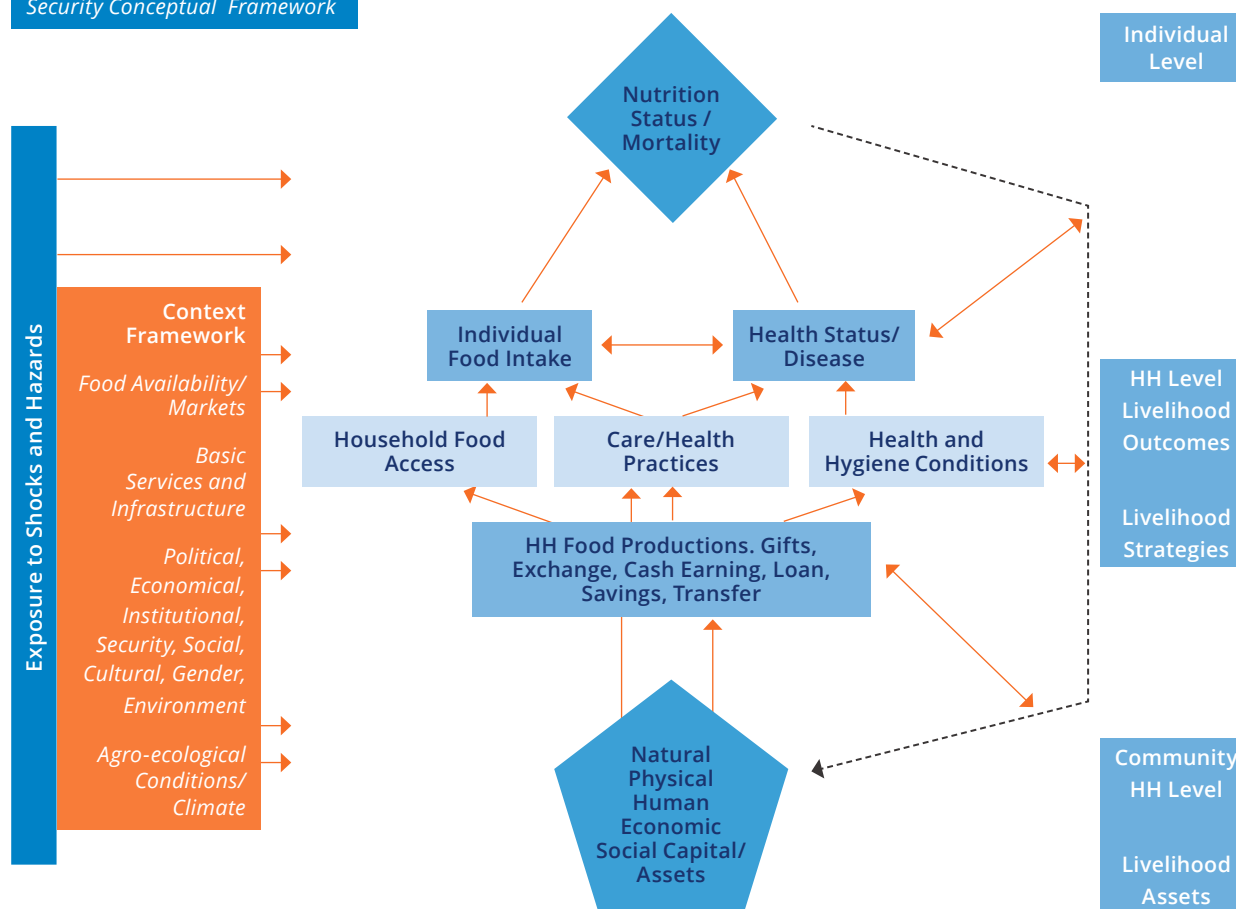 Security Conceptual Framework
Individual
Level
Nutrition
Status /
Mortality
Exposure to Shocks and Hazards
Context
Framework
Food Availability/
Markets
Basic
Services and
Infrastructure
Political,
Economical,
Institutional,
Security, Social,
Cultural, Gender,
Environment
Agro-ecological
Conditions/
Climate
Individual
Food Intake
Health Status/
Disease
Household Food
Access
Care/Health
Practices
Health and
Hygiene Conditions
HH Food Productions. Gifts,
Exchange, Cash Earning, Loan,
Savings, Transfer
Natural
Physical
Human
Economic
Social Capital/
Assets
HH Level
Livelihood
Outcomes
Livelihood
Strategies
Community
HH Level
Livelihood
Assets